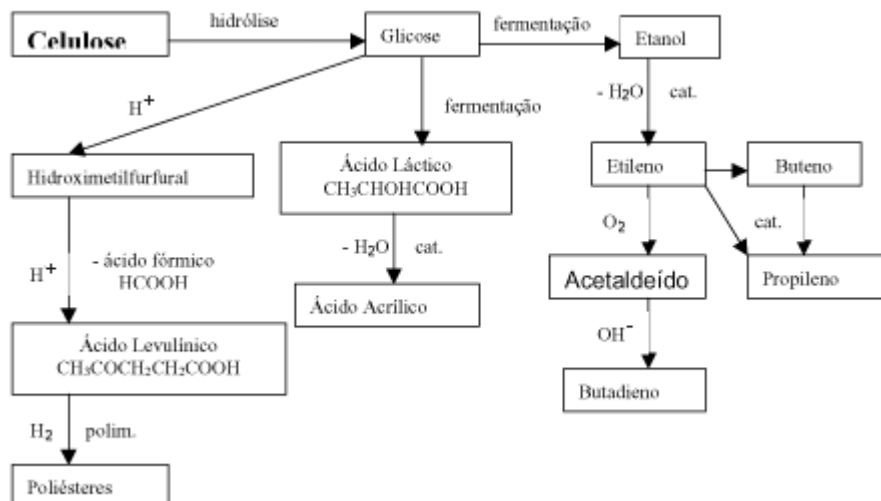 Celulose
hidrólise
Glicose
fermentação
Etanol
H⁺
fermentação
- H₂O cat.
Hidroximetilfurfural
Ácido Láctico
CH₃CHOHCOOH
Etileno
Buteno
H⁺
- ácido fórmico
HCOOH
- H₂O cat.
O₂
cat.
Ácido Acrílico
Acetaldeído
Propileno
Ácido Levulínico
CH₃COCH₂CH₂COOH
OH⁻
Butadieno
H₂ polim.
Poliésteres